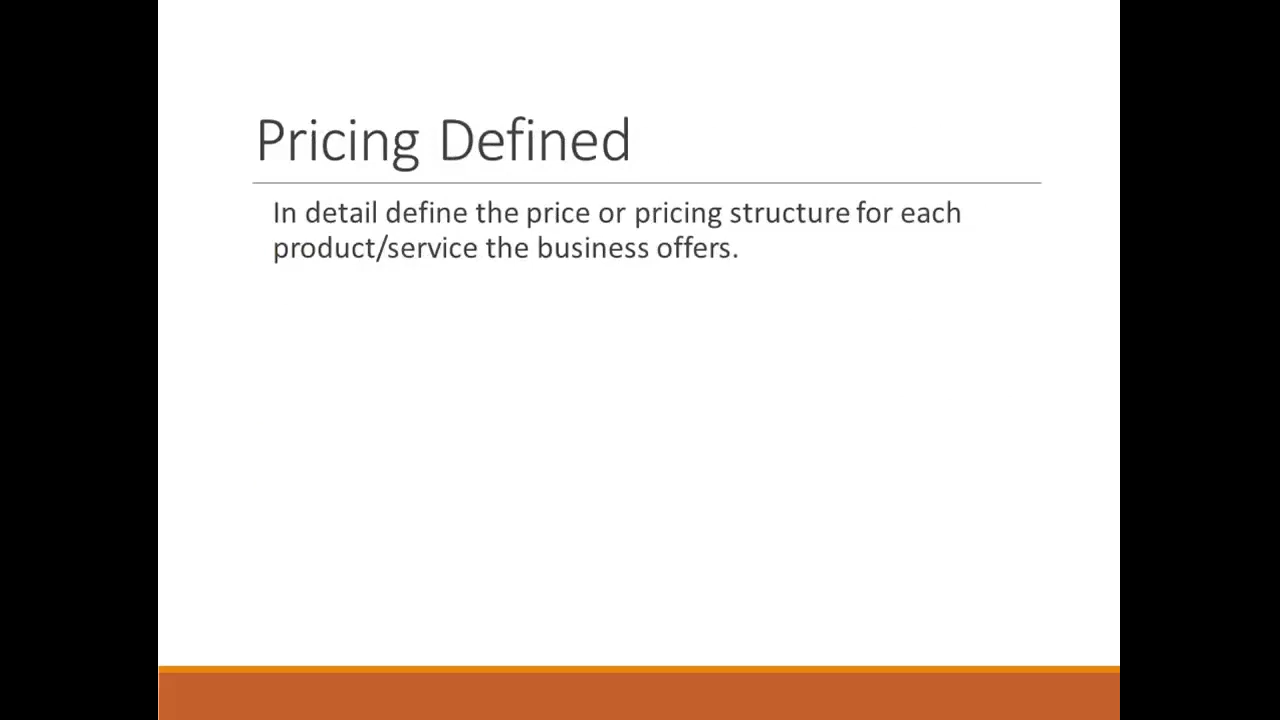 Pricing Defined
In detail define the price or pricing structure for each
product/service the business offers.